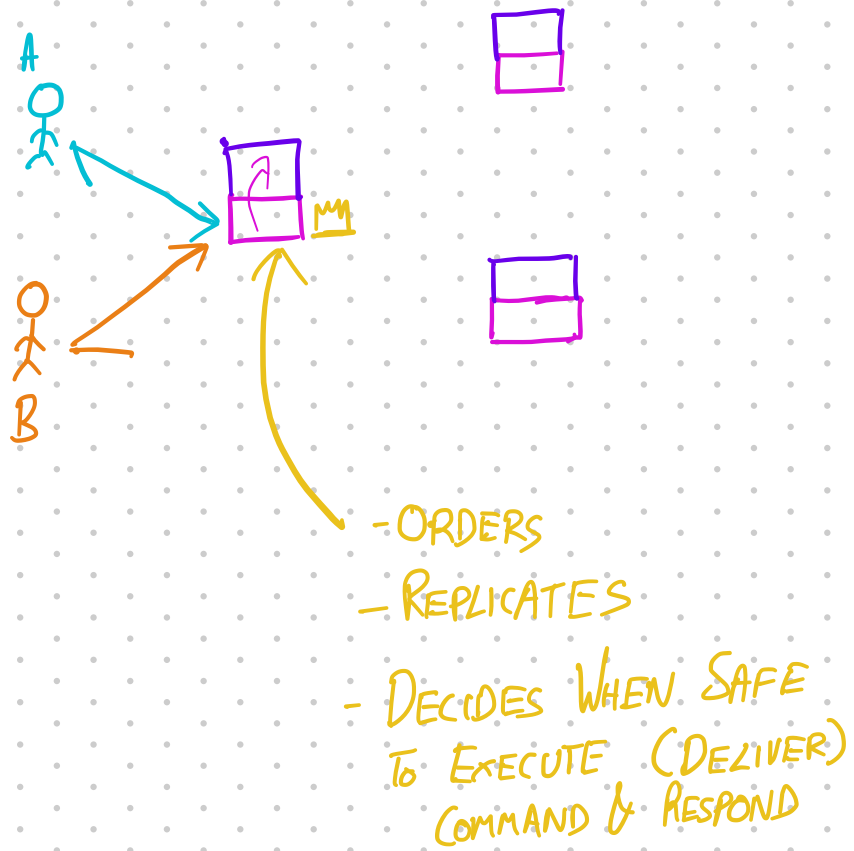 A
B
- ORDERS
- REPLICATES
- DECIDES WHEN SAFE
TO EXECUTE (DELIVER)
COMMAND & RESPOND